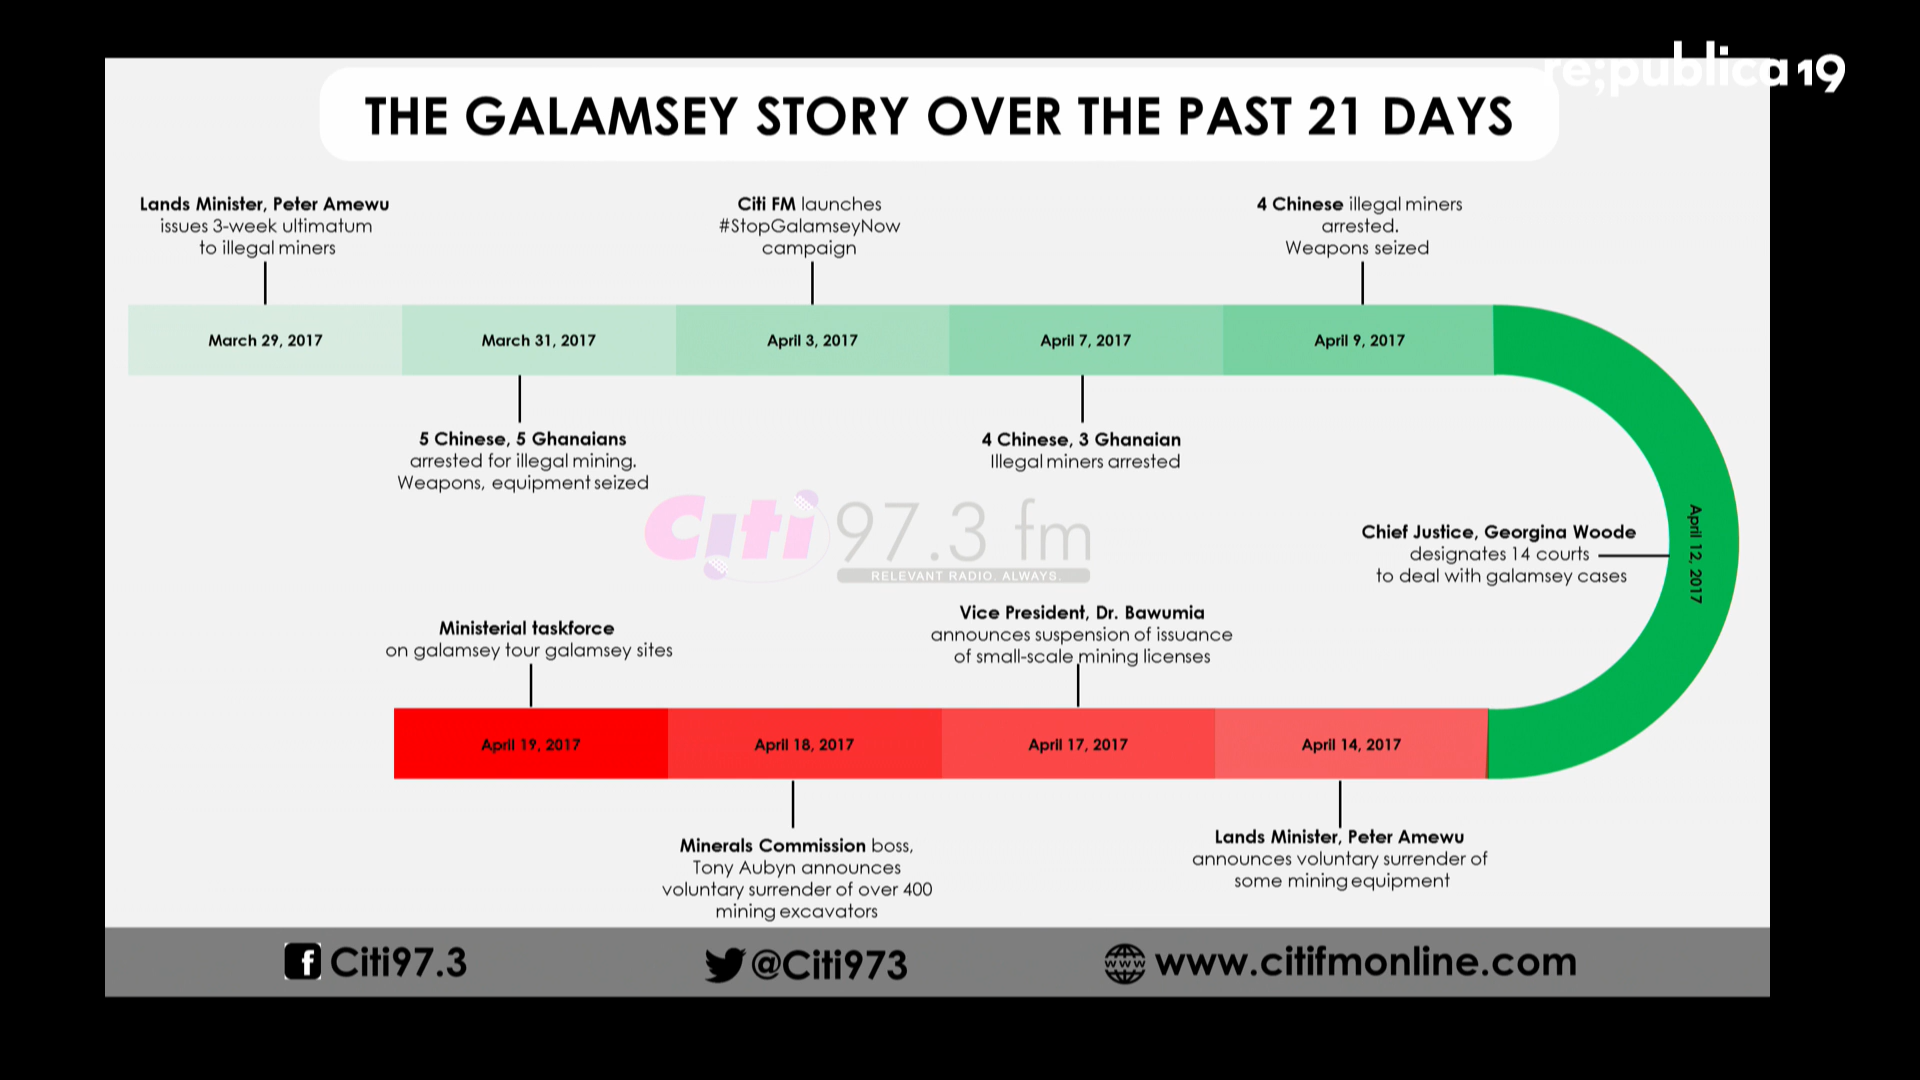 re;publica 19
THE GALAMSEY STORY OVER THE PAST 21 DAYS
Lands Minister, Peter Amewu
issues 3-week ultimatum
to illegal miners
Citi FM launches
#StopGalamseyNow
campaign
4 Chinese illegal miners
arrested.
Weapons seized
March 29, 2017
March 31, 2017
April 3, 2017
April 7, 2017
April 9, 2017
5 Chinese, 5 Ghanaians
arrested for illegal mining.
Weapons, equipment seized
4 Chinese, 3 Ghanaian
Illegal miners arrested
citi 97.3 fm
RELEVANT RADIO. ALWAYS.
Chief Justice, Georgina Woode
designates 14 courts
to deal with galamsey cases
April 12, 2017
Ministerial taskforce
on galamsey tour galamsey sites
Vice President, Dr. Bawumia
announces suspension of issuance
of small-scale mining licenses
April 19, 2017
April 18, 2017
April 17, 2017
April 14, 2017
Minerals Commission boss,
Tony Aubyn announces
voluntary surrender of over 400
mining excavators
Lands Minister, Peter Amewu
announces voluntary surrender of
some mining equipment
f Citi97.3
@Citi973
www www.citifmonline.com